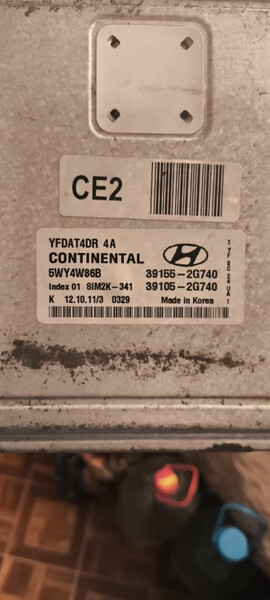 CE2
YFDAT4DR 4A
CONTINENTAL
5WY4W86B 39155-2G740
Index 01 SIM2K-341 39105-2G740
K 12.10.11/3 0329 Made in Korea